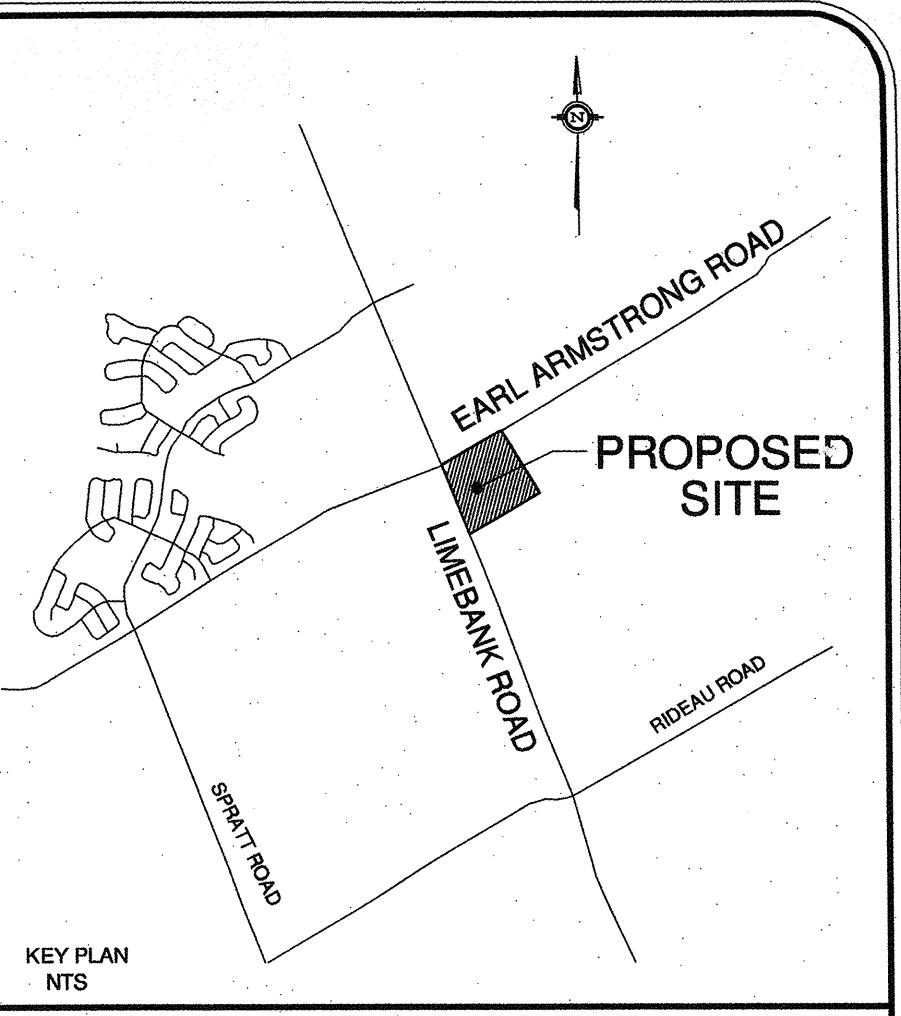 N
EARL ARMSTRONG ROAD
PROPOSED
SITE
LIMEBANK ROAD
RIDEAU ROAD
SPRATT ROAD
KEY PLAN
NTS